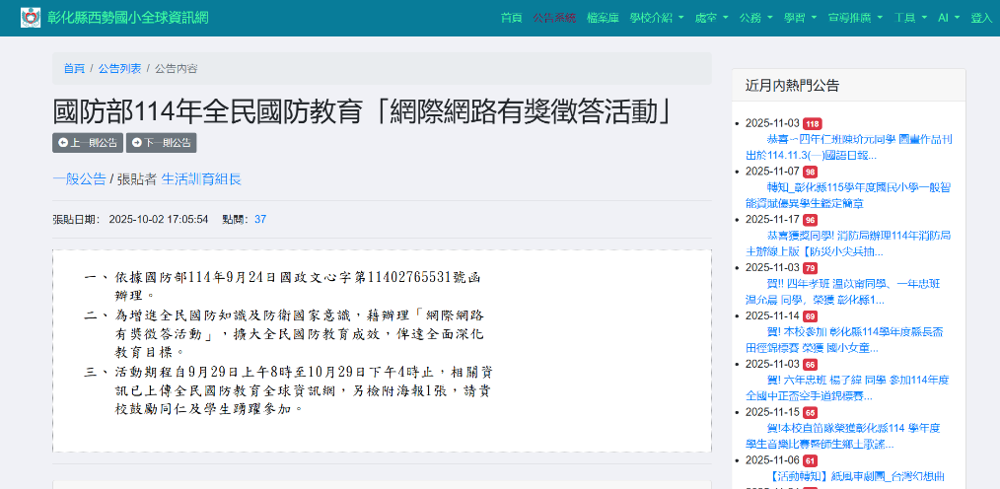 彰化縣西勢國小全球資訊網
首頁 公告系統 檔案庫 學校介紹 處室 公務 學習 宣導推廣 工具 AI 登入
首頁 / 公告列表 / 公告內容
國防部114年全民國防教育「網際網路有獎徵答活動」
上一則公告 下一則公告
一般公告 / 張貼者 生活訓育組長
張貼日期： 2025-10-02 17:05:54 點閱：37
一、依據國防部114年9月24日國政文心字第11402765531號函
辦理。
二、為增進全民國防知識及防衛國家意識，藉辦理「網際網路
有獎徵答活動」，擴大全民國防教育成效，俾達全面深化
教育目標。
三、活動期程自9月29日上午8時至10月29日下午4時止，相關資
訊已上傳全民國防教育全球資訊網，另檢附海報1張，請貴
校鼓勵同仁及學生踴躍參加。
近月內熱門公告
2025-11-03 118
恭喜~四年仁班陳玠元同學 圖畫作品刊
出於114.11.3(一)國語日報...
2025-11-07 98
轉知_彰化縣115學年度國民小學一般智
能資賦優異學生鑑定簡章
2025-11-17 96
恭喜獲獎同學! 消防局辦理114年消防局
主辦線上版【防災小尖兵抽...
2025-11-03 79
賀!! 四年孝班 溫苡甯同學、一年忠班
溫允晨 同學，榮獲 彰化縣1...
2025-11-14 69
賀! 本校參加 彰化縣114學年度縣長盃
田徑錦標賽 榮獲 國小女童...
2025-11-03 66
賀! 六年忠班 楊子緯 同學 參加114年度
全國中正盃空手道錦標賽...
2025-11-15 65
賀!本校直笛隊榮獲彰化縣114 學年度
學生音樂比賽暨師生鄉土歌謠...
2025-11-06 61
【活動轉知】紙風車劇團_台灣幻想曲